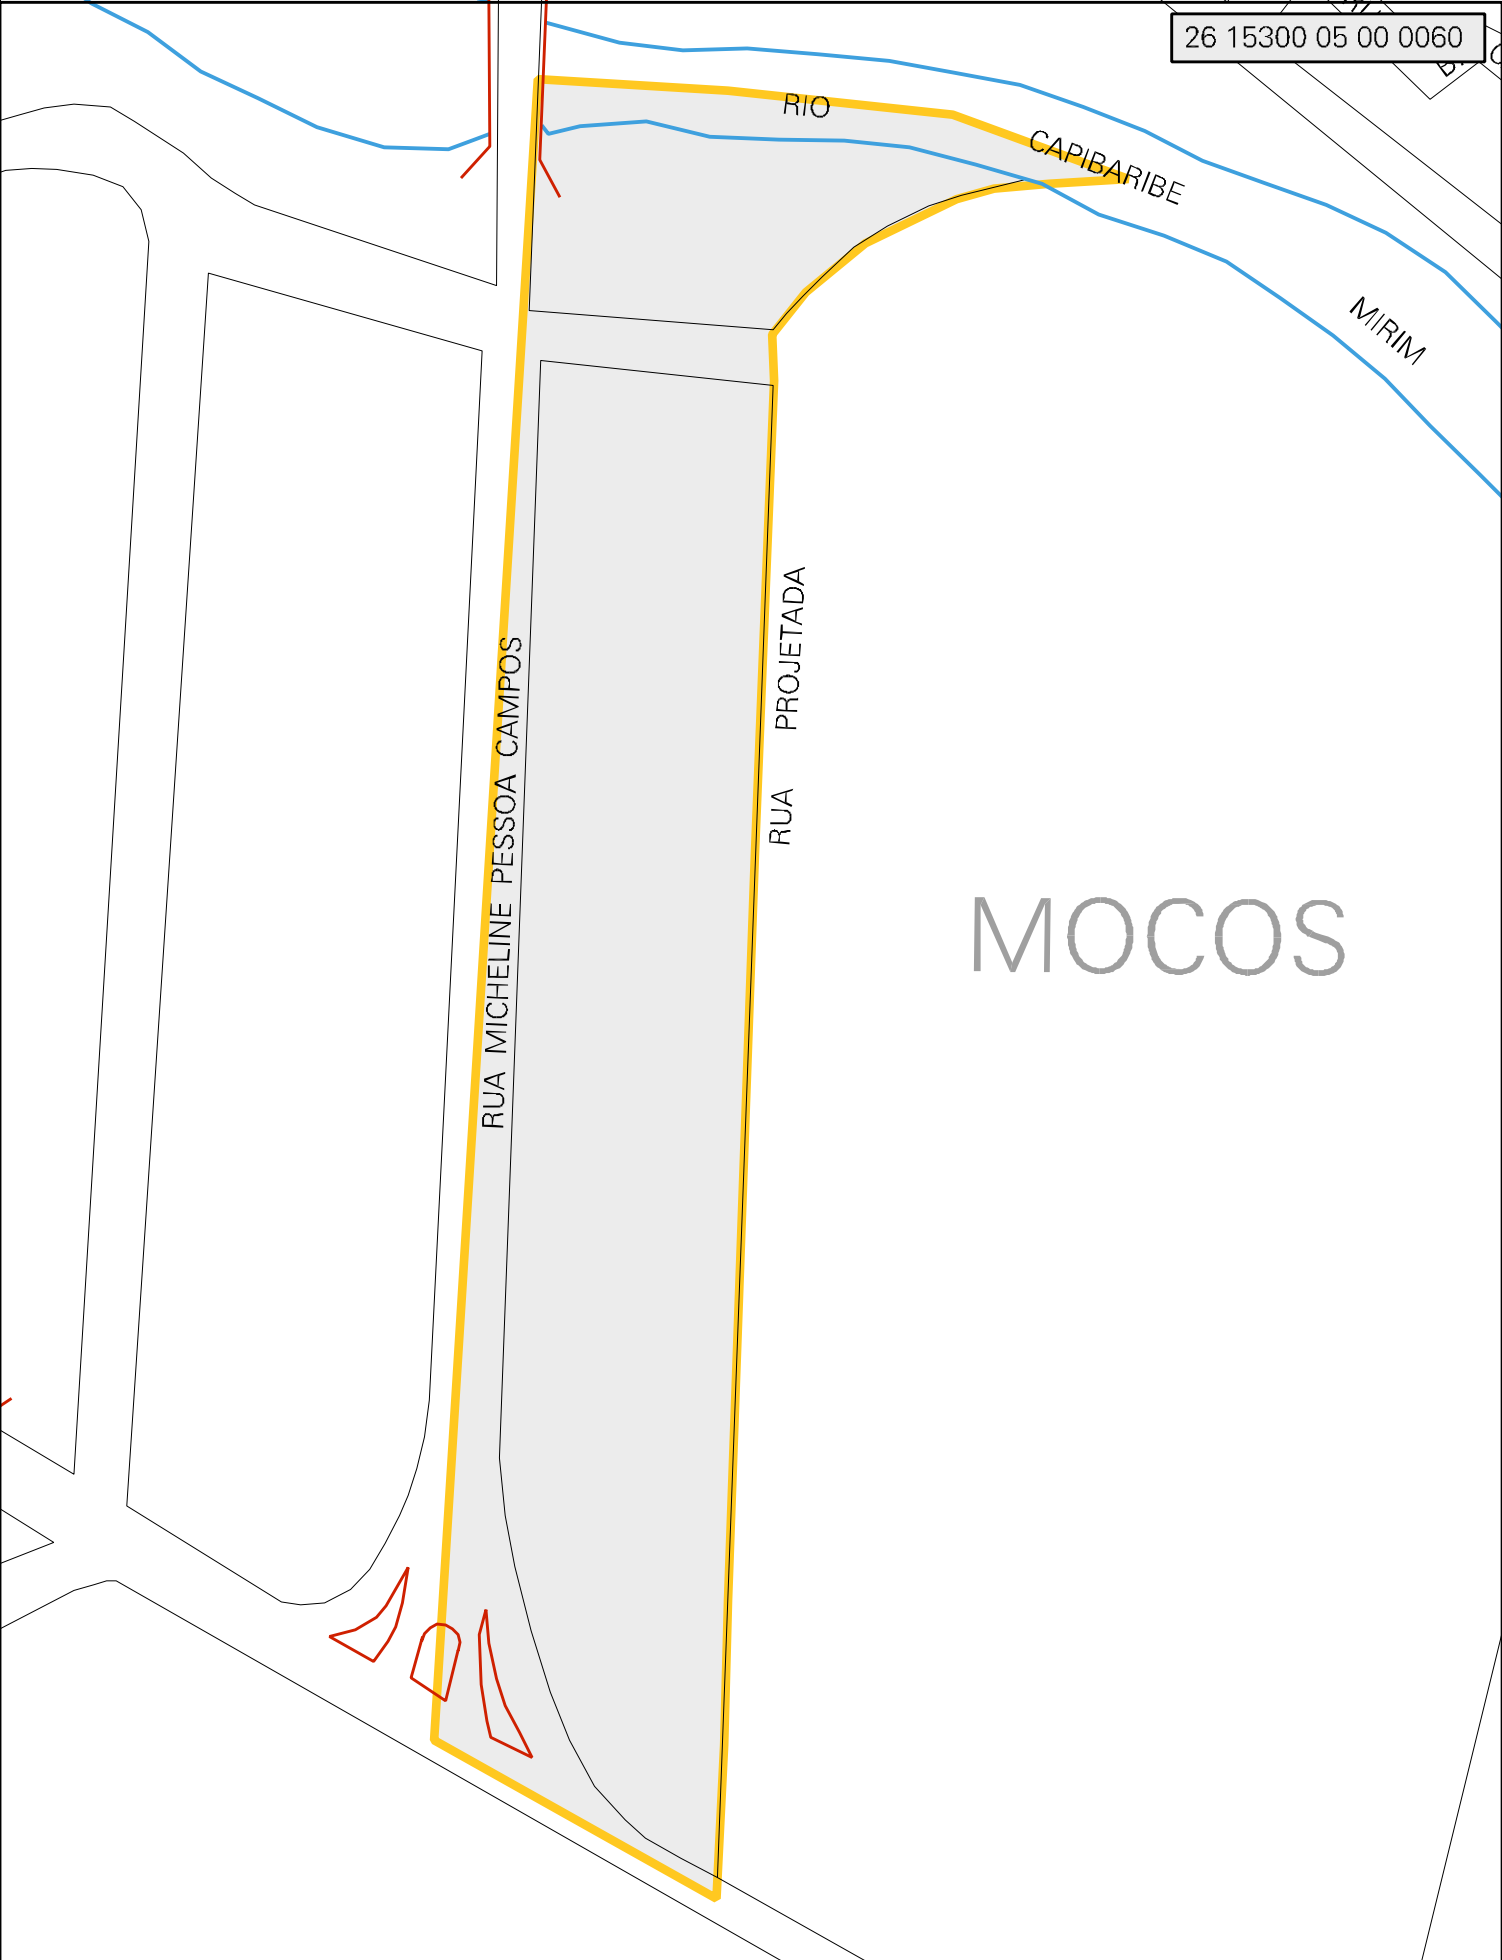 26 15300 05 00 0060
RIO
CAPIBARIBE
MIRIM
RUA PROJETADA
RUA MICHELINE PESSOA CAMPOS
MOCOS